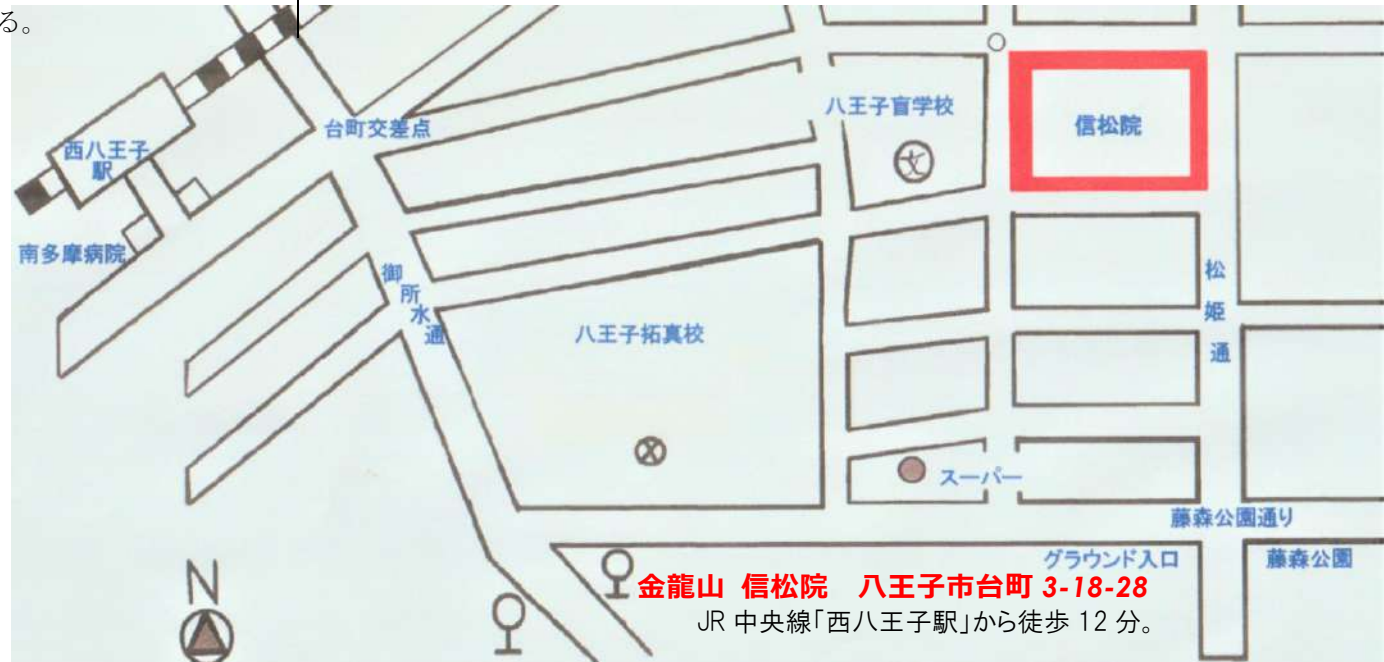 る。
台町交差点
八王子盲学校
信松院
西八王子
駅
南多摩病院
御所水通
松姫通
八王子拓真校
スーパー
藤森公園通り
グラウンド入口
藤森公園
N
金龍山 信松院 八王子市台町 3-18-28
JR 中央線「西八王子駅」から徒歩 12 分。